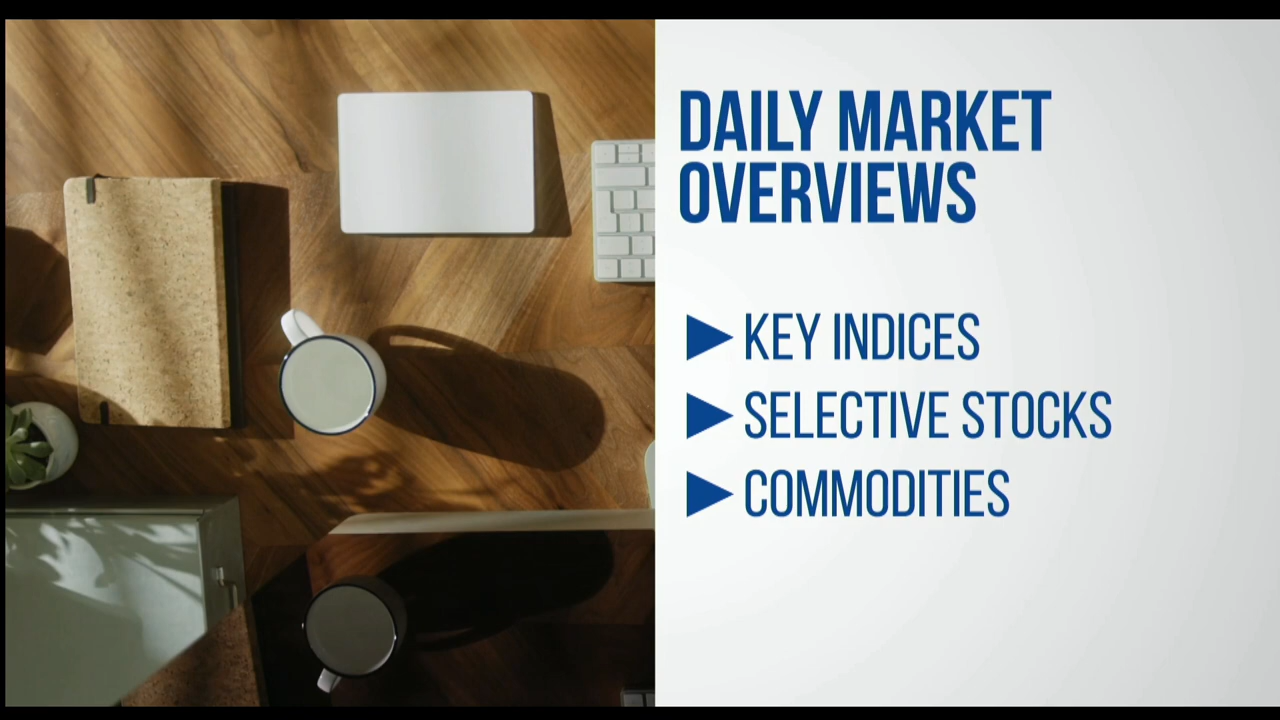 DAILY MARKET
OVERVIEWS
KEY INDICES
SELECTIVE STOCKS
COMMODITIES